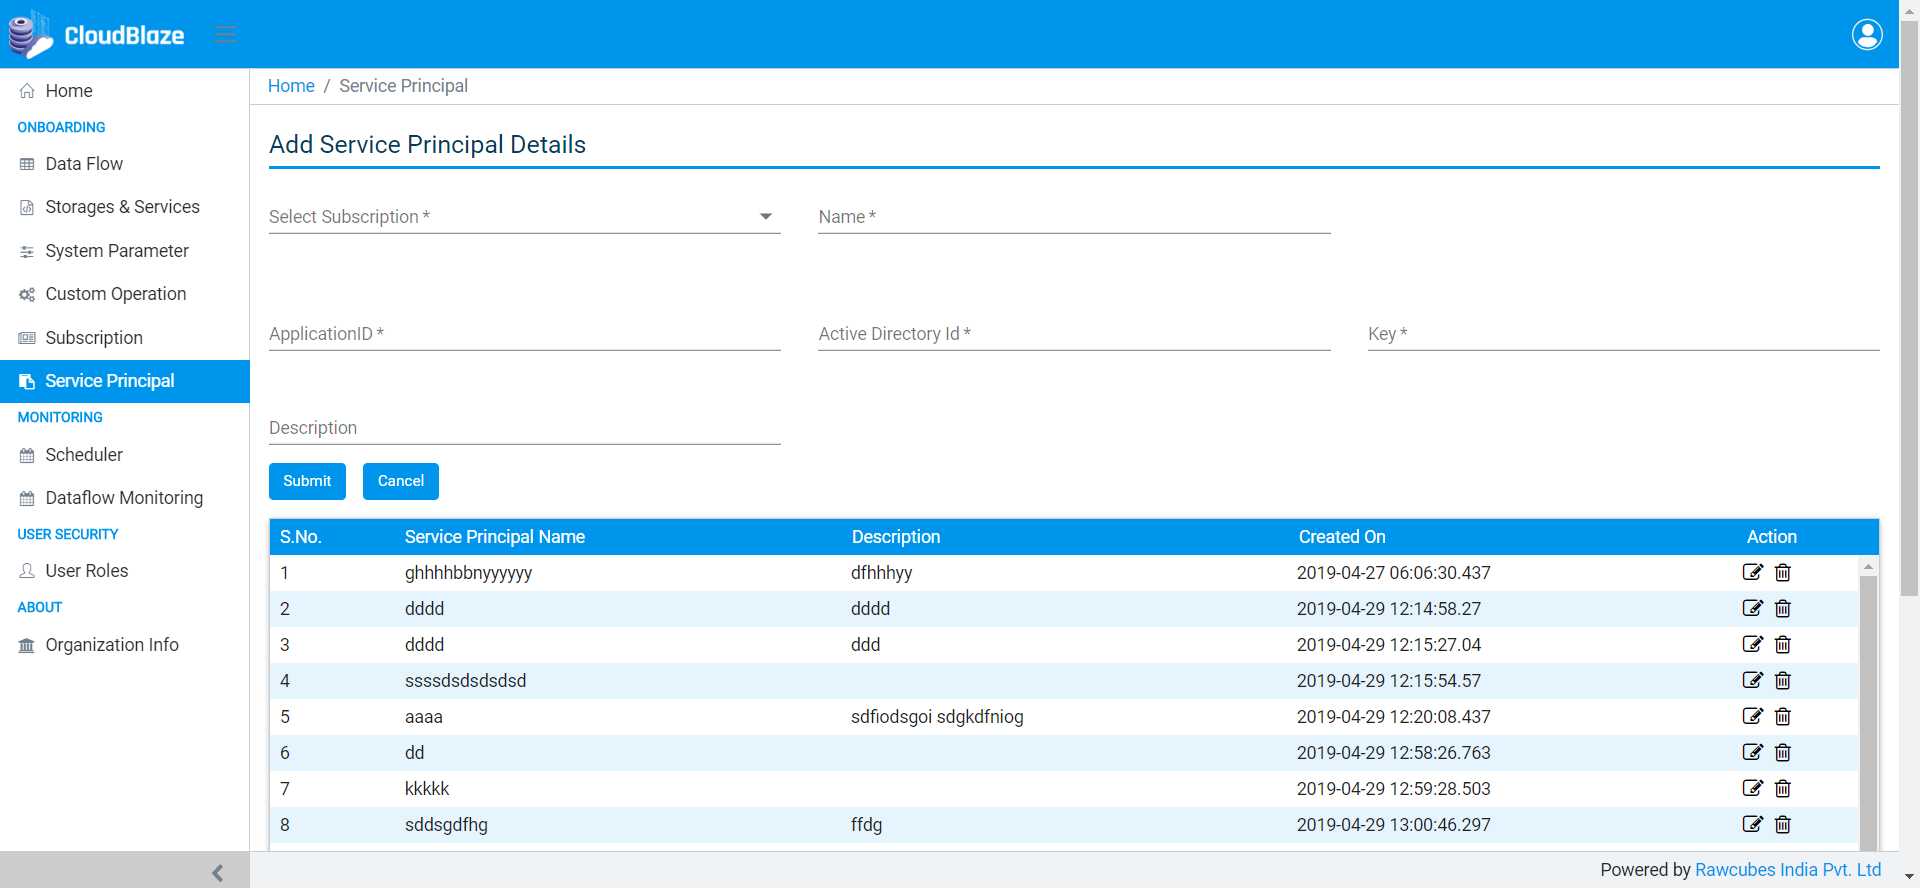 CloudBlaze
Home
ONBOARDING
Data Flow
Storages & Services
System Parameter
Custom Operation
Subscription
Service Principal
MONITORING
Scheduler
Dataflow Monitoring
USER SECURITY
User Roles
ABOUT
Organization Info
Home / Service Principal
Add Service Principal Details
Select Subscription *
Name *
ApplicationID *
Active Directory Id *
Key *
Description
Submit Cancel
S.No. Service Principal Name Description Created On Action
1 ghhhhbbnyyyyyy dfhhhyy 2019-04-27 06:06:30.437
2 dddd dddd 2019-04-29 12:14:58.27
3 dddd ddd 2019-04-29 12:15:27.04
4 ssssdsdsdsdsd 2019-04-29 12:15:54.57
5 aaaa sdfiodsgoi sdgkdfniog 2019-04-29 12:20:08.437
6 dd 2019-04-29 12:58:26.763
7 kkkkk 2019-04-29 12:59:28.503
8 sddsgdfhg ffdg 2019-04-29 13:00:46.297
Powered by Rawcubes India Pvt. Ltd